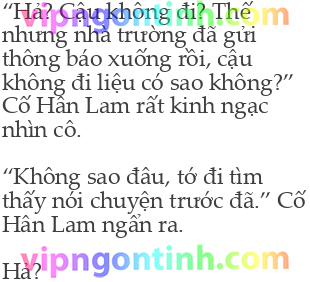 “Hả? Cậu không đi? Thế
nhưng nhà trường đã gửi
thông báo xuống rồi, cậu
không đi liệu có sao không?”
Cố Hân Lam rất kinh ngạc
nhìn cô.
“Không sao đâu, tớ đi tìm
thầy nói chuyện trước đã.” Cố
Hân Lam ngẩn ra.
vipngontinh.com
Hả?
vipngontinh.com